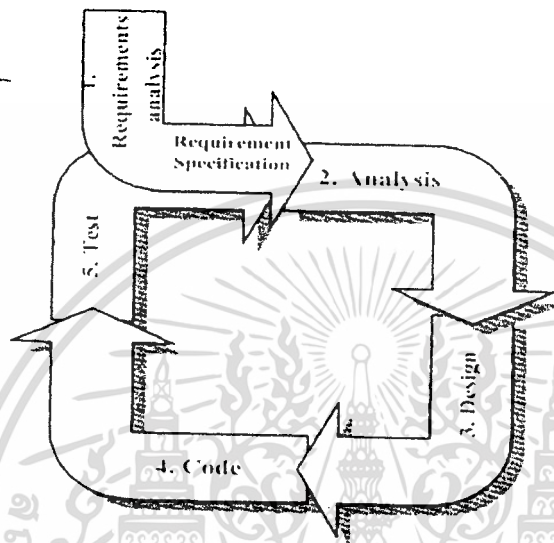 1.
Requirements
analysis
Requirement
Specification
2. Analysis
3. Design
4. Code
5. Test